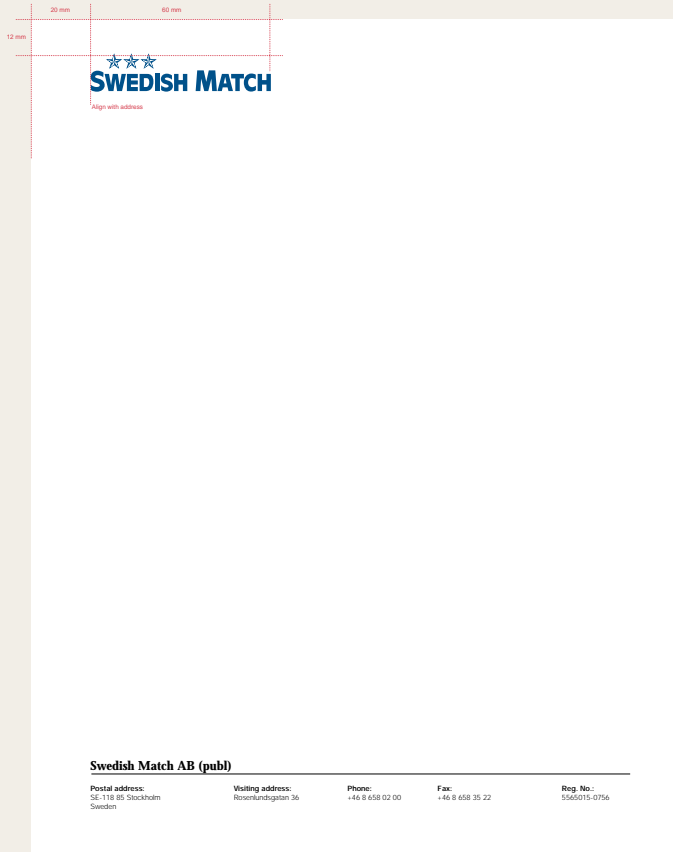 20 mm 60 mm
12 mm
SWEDISH MATCH
Align with address
Swedish Match AB (publ)
Postal address: Visiting address: Phone: Fax: Reg. No.:
SE-118 85 Stockholm Rosenlundsgatan 36 +46 8 658 02 00 +46 8 658 35 22 5565015-0756
Sweden